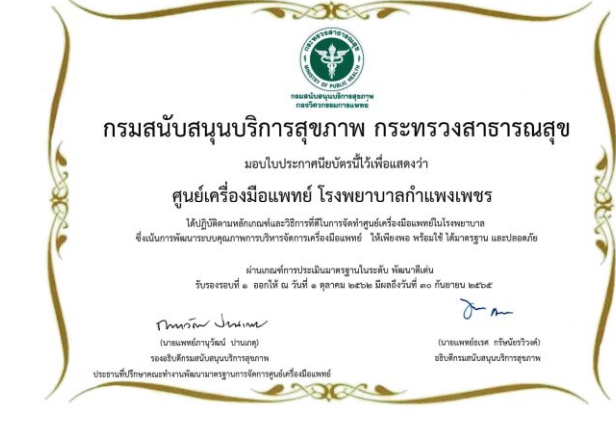 กระทรวงสาธารณสุข
MINISTRY OF PUBLIC HEALTH
กรมสนับสนุนบริการสุขภาพ
กองวิศวกรรมการแพทย์
กรมสนับสนุนบริการสุขภาพ กระทรวงสาธารณสุข
มอบใบประกาศนียบัตรนี้ไว้เพื่อแสดงว่า
ศูนย์เครื่องมือแพทย์ โรงพยาบาลกำแพงเพชร
ได้ปฏิบัติตามหลักเกณฑ์และวิธีการที่ดีในการจัดทำศูนย์เครื่องมือแพทย์ในโรงพยาบาล
ซึ่งเน้นการพัฒนาระบบคุณภาพการบริหารจัดการเครื่องมือแพทย์ ให้เพียงพอ พร้อมใช้ ได้มาตรฐาน และปลอดภัย
ผ่านเกณฑ์การประเมินมาตรฐานในระดับ พัฒนาดีเด่น
รับรองรอบที่ ๑ ออกให้ ณ วันที่ ๑ ตุลาคม ๒๕๖๒ มีผลถึงวันที่ ๓๐ กันยายน ๒๕๖๕
(นายแพทย์ภานุวัฒน์ ปานเกตุ)
รองอธิบดีกรมสนับสนุนบริการสุขภาพ
ประธานที่ปรึกษาคณะทำงานพัฒนามาตรฐานการจัดการศูนย์เครื่องมือแพทย์
(นายแพทย์ธเรศ กรัษนัยรวิวงค์)
อธิบดีกรมสนับสนุนบริการสุขภาพ